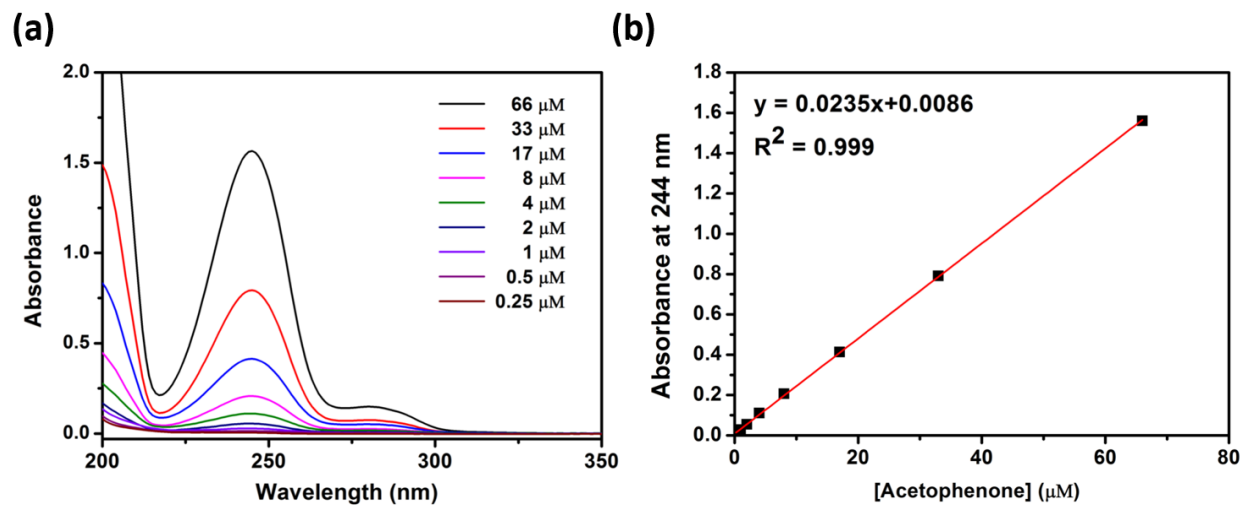 (a)
2.0
1.5
1.0
0.5
0.0
Absorbance
66 μM
33 μM
17 μM
8 μM
4 μM
2 μM
1 μM
0.5 μM
0.25 μM
200
250
300
350
Wavelength (nm)
(b)
1.8
1.6
1.4
1.2
1.0
0.8
0.6
0.4
0.2
0.0
Absorbance at 244 nm
y = 0.0235x+0.0086
R² = 0.999
0
20
40
60
80
[Acetophenone] (μM)